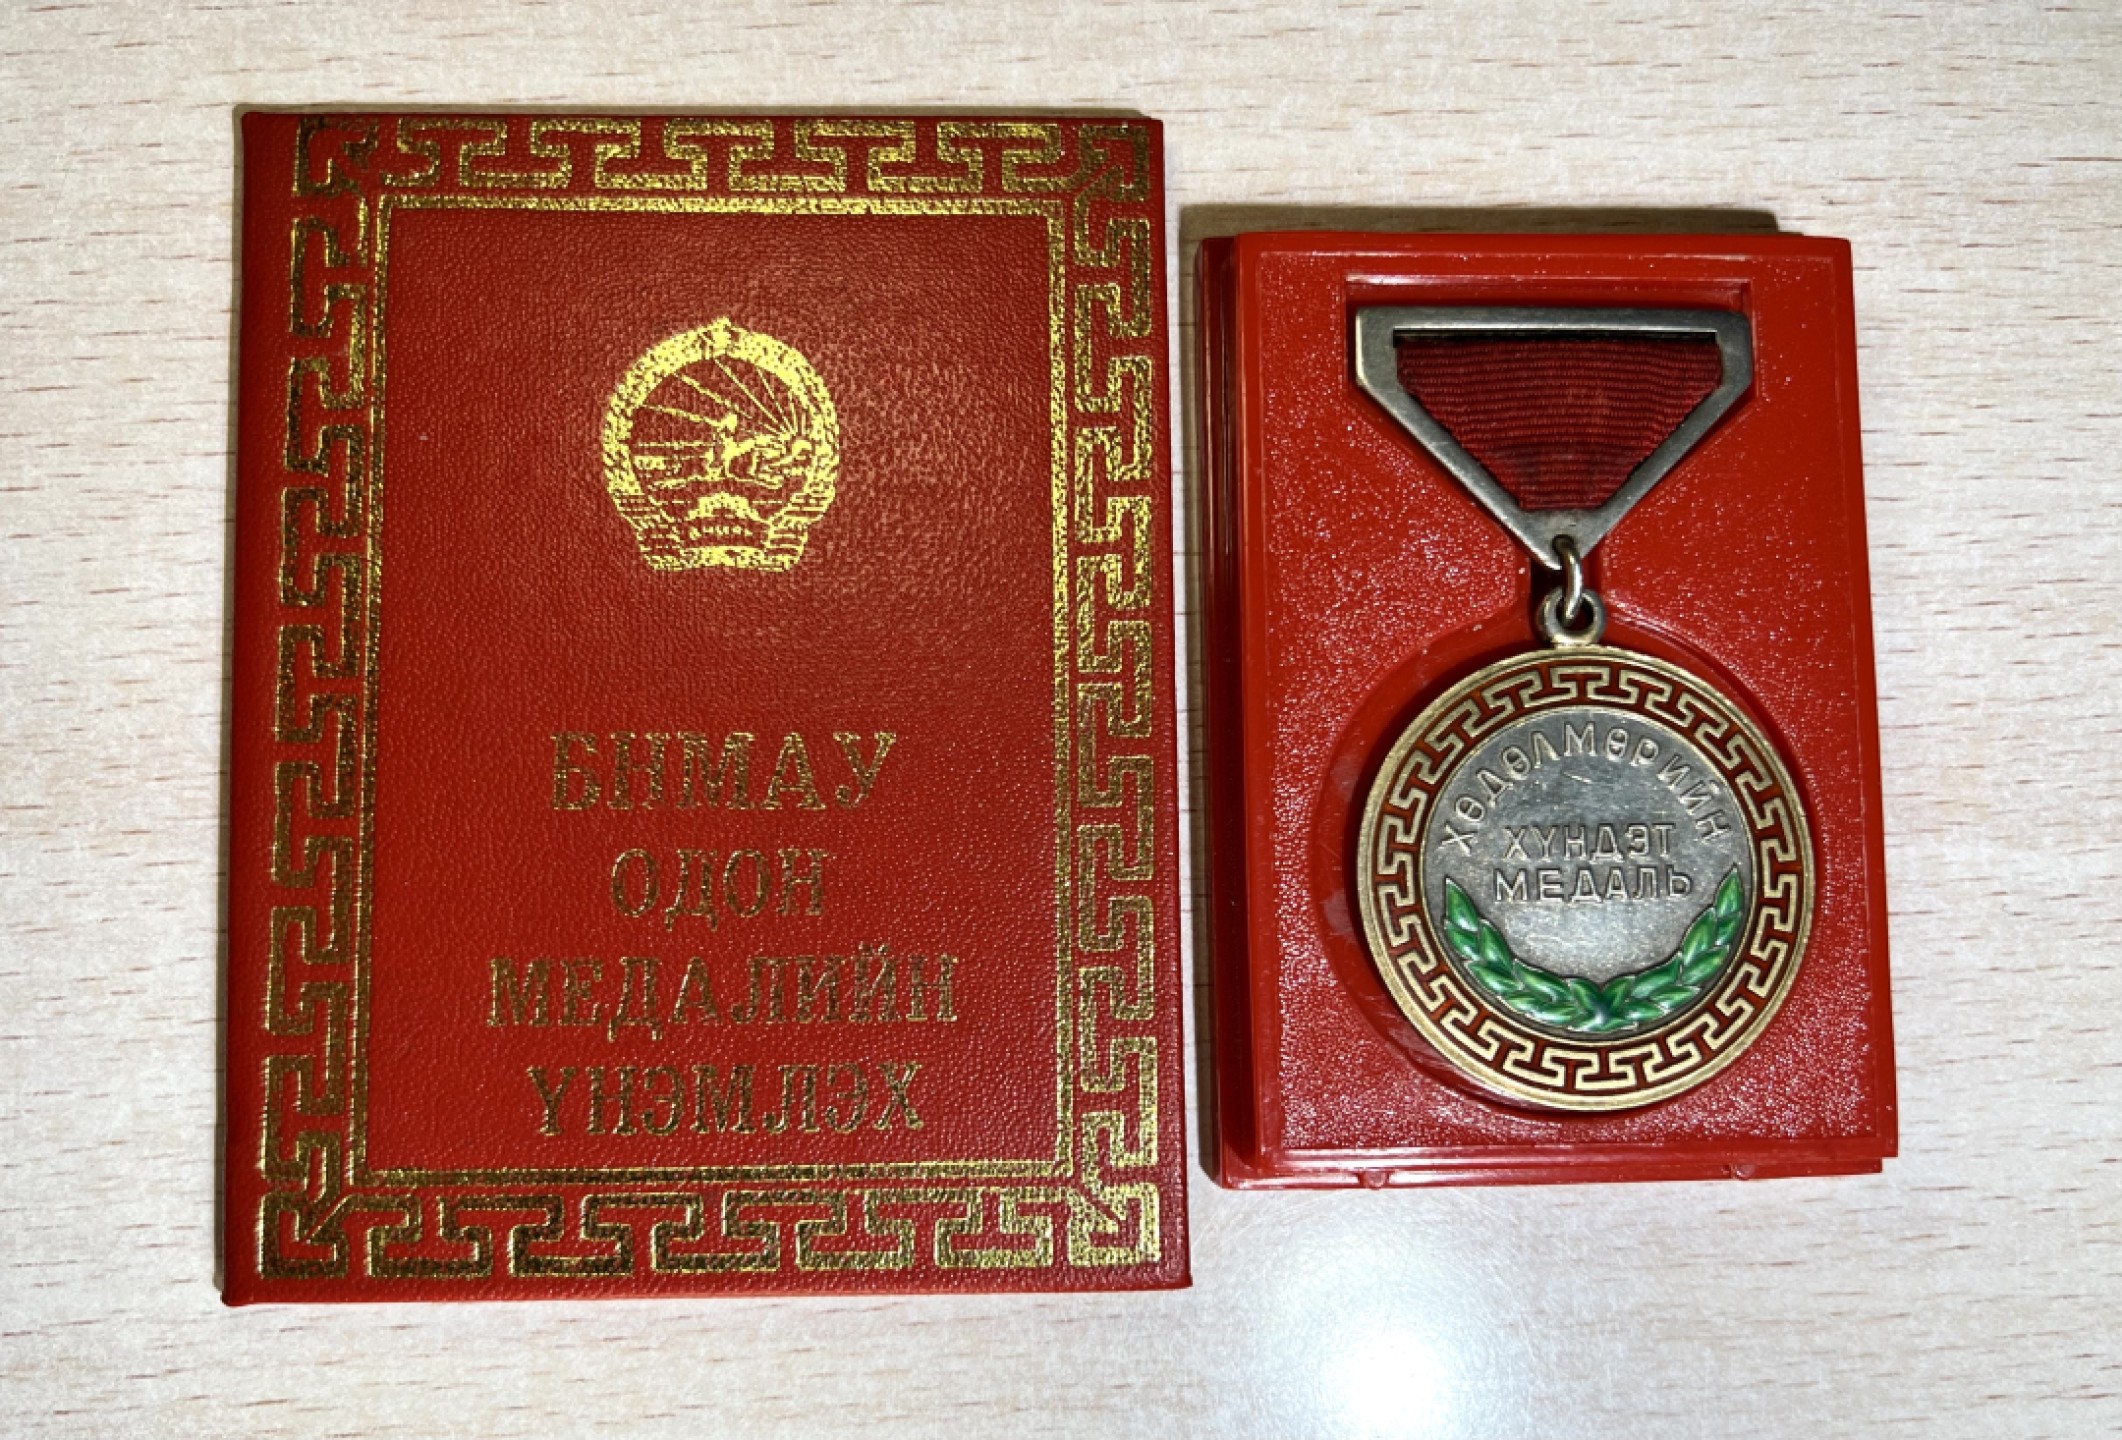 БНМАУ
ОДОН
МЕДАЛИЙН
ҮНЭМЛЭХ
ХӨДӨЛМӨРИЙН
ХҮНДЭТ
МЕДАЛЬ